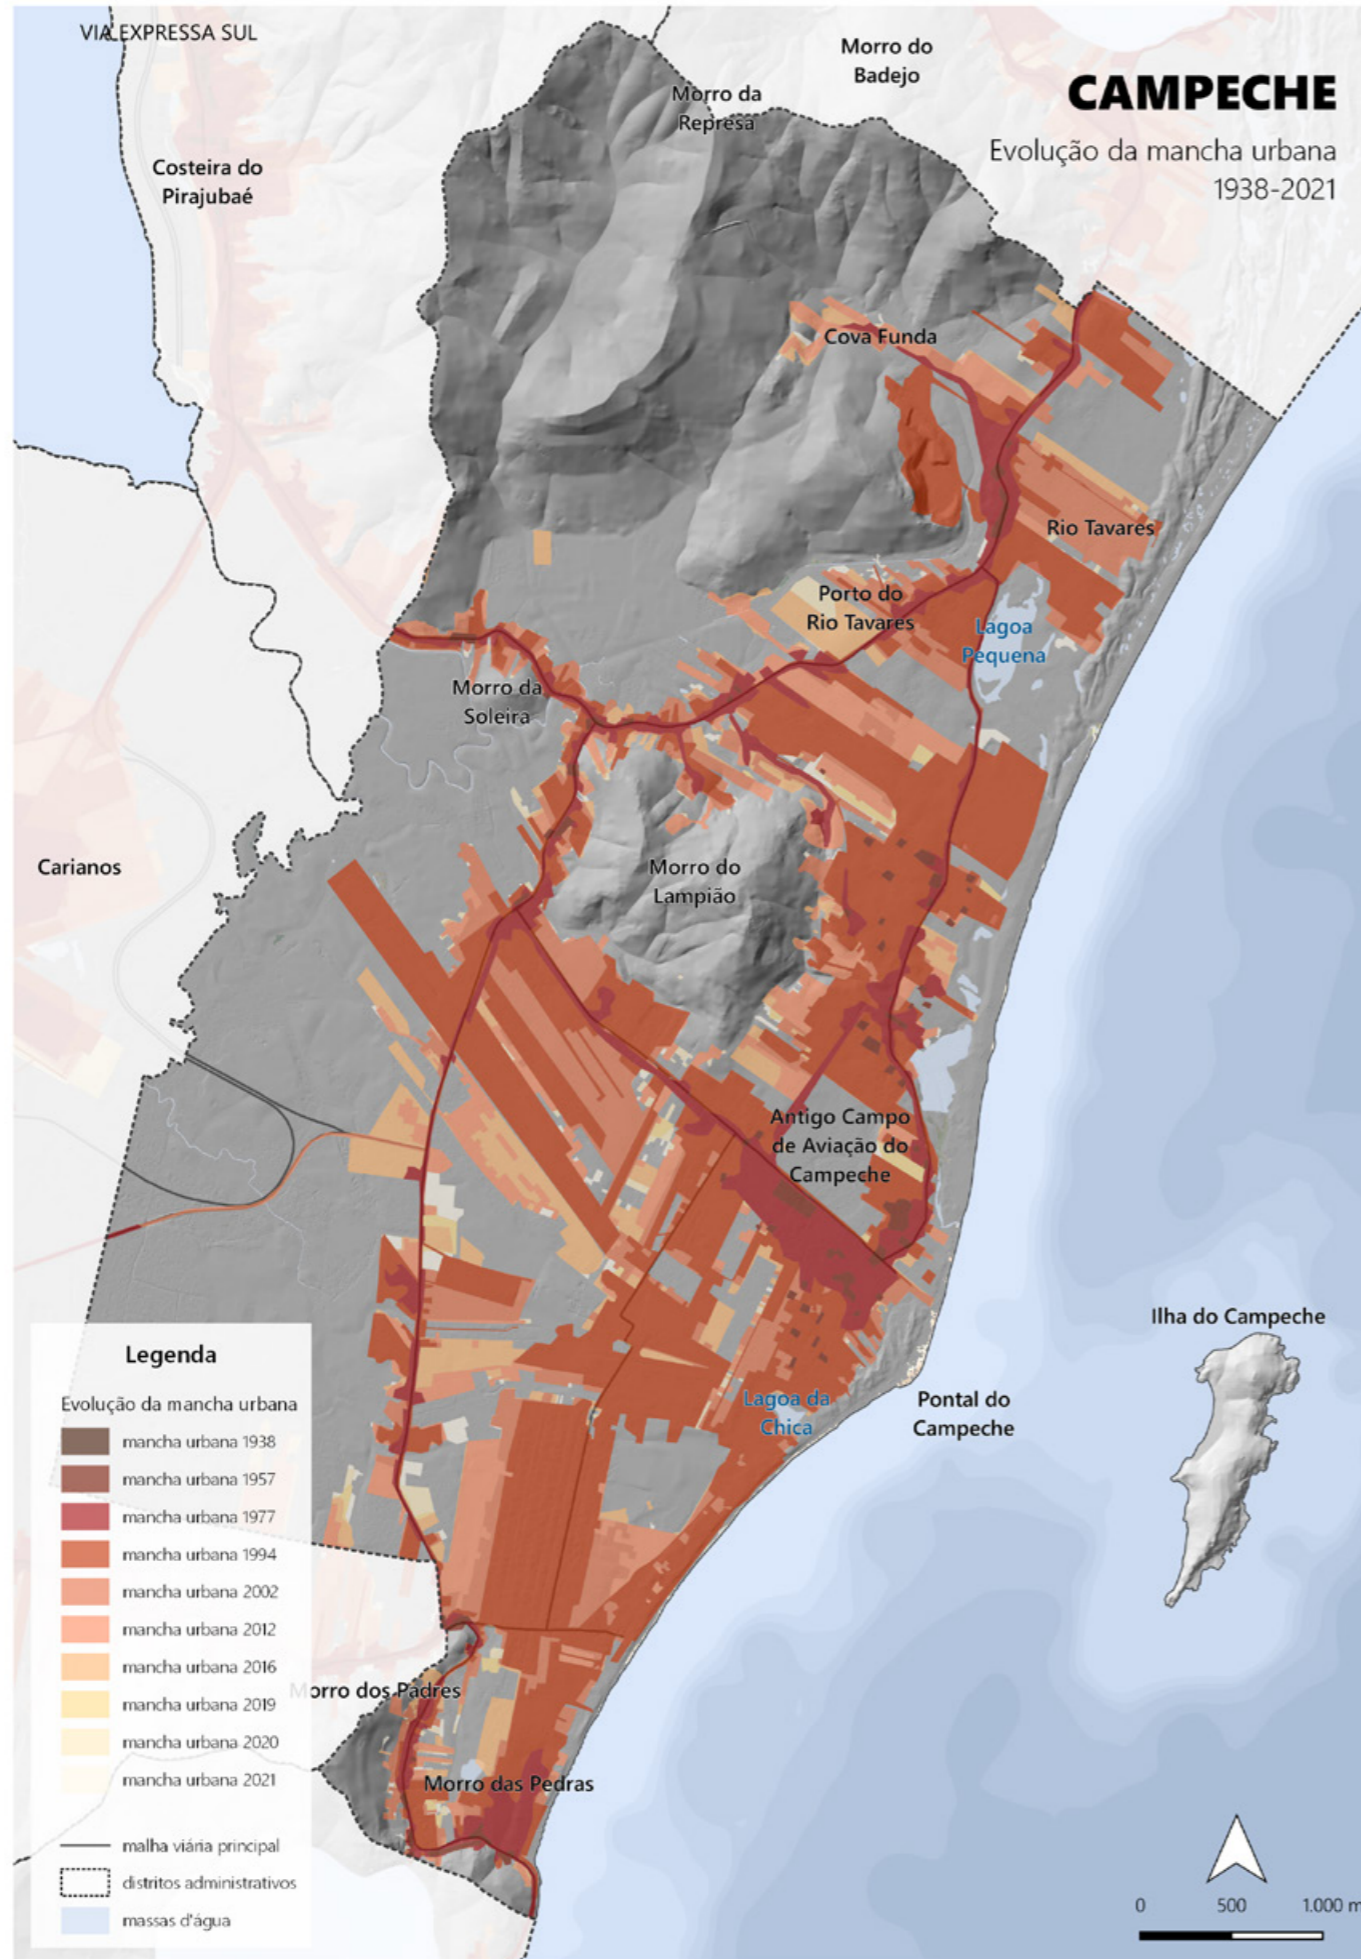 CAMPECHE
Evolução da mancha urbana
1938-2021
VIA EXPRESSA SUL
Morro do
Badejo
Morro da
Represa
Costeira do
Pirajubaé
Cova Funda
Rio Tavares
Porto do
Rio Tavares
Lagoa
Pequena
Morro da
Soleira
Carianos
Morro do
Lampião
Antigo Campo
de Aviação do
Campeche
Ilha do Campeche
Lagoa da
Chica
Pontal do
Campeche
Morro dos Padres
Morro das Pedras
Legenda
Evolução da mancha urbana
mancha urbana 1938
mancha urbana 1957
mancha urbana 1977
mancha urbana 1994
mancha urbana 2002
mancha urbana 2012
mancha urbana 2016
mancha urbana 2019
mancha urbana 2020
mancha urbana 2021
malha viária principal
distritos administrativos
massas d'água
0 500 1.000 m